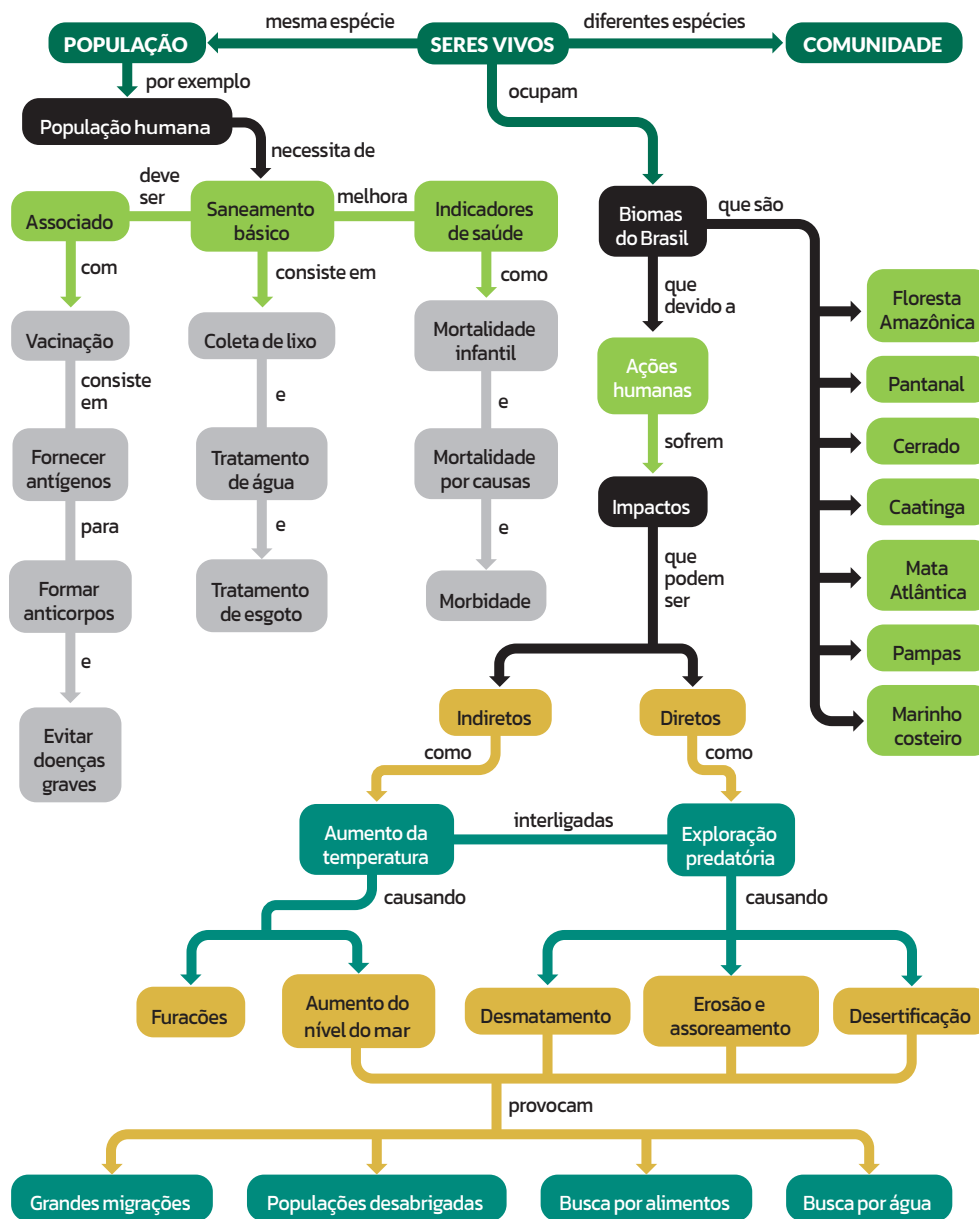 mesma espécie
diferentes espécies
POPULAÇÃO
SERES VIVOS
COMUNIDADE
por exemplo
ocupam
População humana
necessita de
deve
ser
melhora
Associado
Saneamento
básico
Indicadores
de saúde
Biomas
do Brasil
que são
com
consiste em
como
que
devido a
Floresta
Amazônica
Vacinação
Coleta de lixo
Mortalidade
infantil
Ações
humanas
Pantanal
consiste
em
e
e
sofrem
Cerrado
Fornecer
antígenos
Tratamento
de água
Mortalidade
por causas
Impactos
Caatinga
para
e
e
que
podem
ser
Mata
Atlântica
Formar
anticorpos
Tratamento
de esgoto
Morbidade
Pampas
e
Indiretos
Diretos
Marinho
costeiro
Evitar
doenças
graves
como
como
Aumento da
temperatura
interligadas
Exploração
predatória
causando
causando
Furacões
Aumento do
nível do mar
Desmatamento
Erosão e
assoreamento
Desertificação
provocam
Grandes migrações
Populações desabrigadas
Busca por alimentos
Busca por água